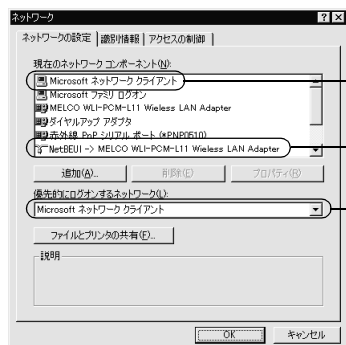 ネットワーク
ネットワークの設定 識別情報 アクセスの制御
現在のネットワーク コンポーネント(N):
Microsoft ネットワーク クライアント
Microsoft ファミリ ログオン
MELCO WLI-PCM-L11 Wieless LAN Adapter
ダイヤルアップ アダプタ
赤外線 PnP シリアル ポート (*PNP0510)
NetBEUI -> MELCO WLI-PCM-L11 Wieless LAN Adapter
追加(A)... 削除(E) プロパティ(R)
優先的にログオンするネットワーク(L):
Microsoft ネットワーク クライアント
ファイルとプリンタの共有(F)...
説明
OK キャンセル